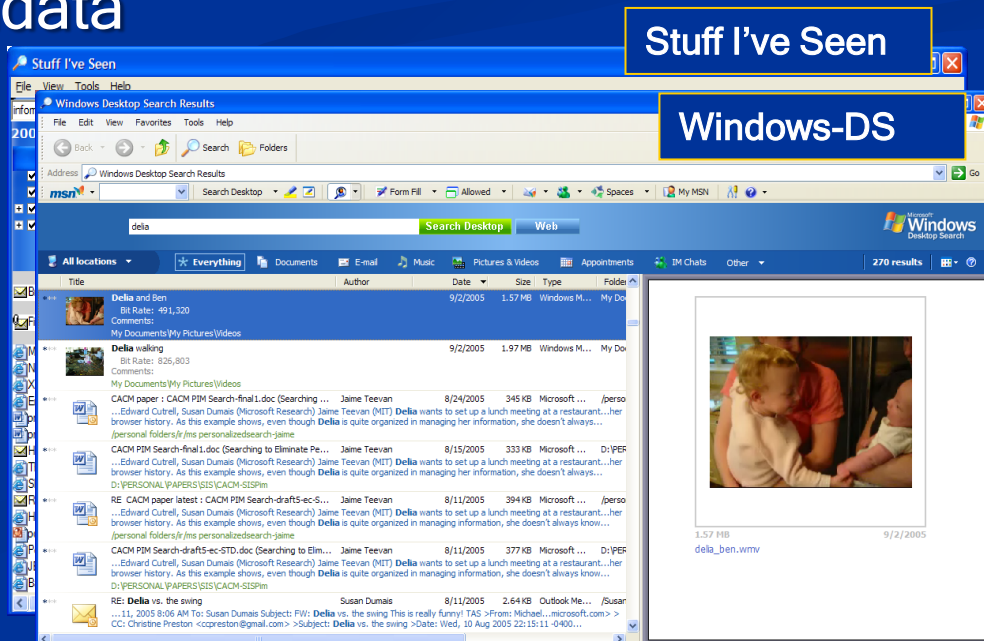 data
Stuff I've Seen
Stuff I've Seen
File View Tools Help
Windows-DS
Windows Desktop Search Results
File Edit View Favorites Tools Help
Back Search Folders
Address Windows Desktop Search Results Go
msn Search Desktop Form Fill Allowed Spaces My MSN
delia Search Desktop Web
Microsoft
Windows
Desktop Search
All locations Everything Documents E-mail Music Pictures & Videos Appointments IM Chats Other 270 results
Title Author Date Size Type Folder
Delia and Ben 9/2/2005 1.57 MB Windows M... My Do
Bit Rate: 491,320
Comments:
My Documents\My Pictures\Videos
Delia walking 9/2/2005 1.97 MB Windows M... My Do
Bit Rate: 826,803
Comments:
My Documents\My Pictures\Videos
CACM paper : CACM PIM Search-final1.doc (Searching ... Jaime Teevan 8/24/2005 345 KB Microsoft ... /perso
...Edward Cutrell, Susan Dumais (Microsoft Research) Jaime Teevan (MIT) Delia wants to set up a lunch meeting at a restaurant...her
browser history. As this example shows, even though Delia is quite organized in managing her information, she doesn't always...
/personal folders/ir/ms personalizedsearch-jaime
CACM PIM Search-final1.doc (Searching to Eliminate Pe... Jaime Teevan 8/15/2005 333 KB Microsoft ... D:\PER
...Edward Cutrell, Susan Dumais (Microsoft Research) Jaime Teevan (MIT) Delia wants to set up a lunch meeting at a restaurant...her
browser history. As this example shows, even though Delia is quite organized in managing her information, she doesn't always...
D:\PERSONAL\PAPERS\SIS\CACM-SISPim
RE CACM paper latest : CACM PIM Search-draft5-ec-S... Jaime Teevan 8/11/2005 394 KB Microsoft ... /perso
...Edward Cutrell, Susan Dumais (Microsoft Research) Jaime Teevan (MIT) Delia wants to set up a lunch meeting at a restaurant...her
browser history. As this example shows, even though Delia is quite organized in managing information, she doesn't always know...
/personal folders/ir/ms personalizedsearch-jaime
CACM PIM Search-draft5-ec-STD.doc (Searching to Elim... Jaime Teevan 8/11/2005 377 KB Microsoft ... D:\PER
...Edward Cutrell, Susan Dumais (Microsoft Research) Jaime Teevan (MIT) Delia wants to set up a lunch meeting at a restaurant...her
browser history. As this example shows, even though Delia is quite organized in managing information, she doesn't always know...
D:\PERSONAL\PAPERS\SIS\CACM-SISPim
RE: Delia vs. the swing Susan Dumais 8/11/2005 2.64 KB Outlook Me... /Susan
...11, 2005 8:06 AM To: Susan Dumais Subject: FW: Delia vs. the swing This is really funny! TAS >From: Michael...microsoft.com> >
CC: Christine Preston <ccpreston@gmail.com> >Subject: Delia vs. the swing >Date: Wed, 10 Aug 2005 22:15:11 -0400...
1.57 MB 9/2/2005
delia_ben.wmv